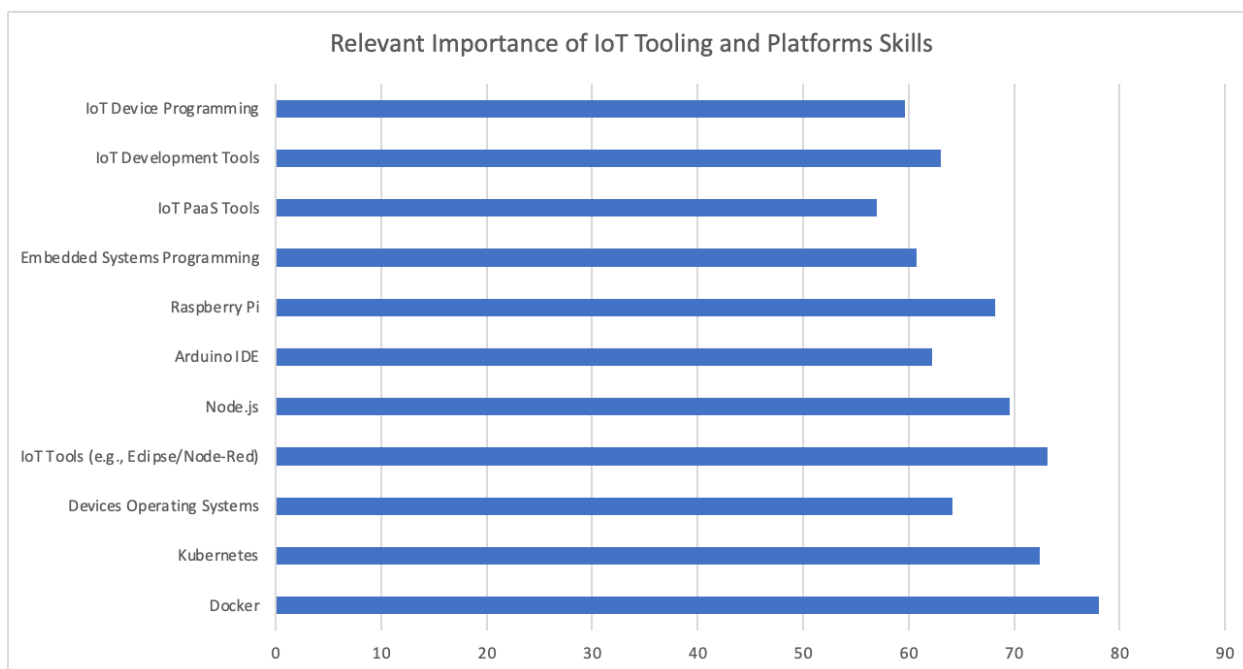 Relevant Importance of IoT Tooling and Platforms Skills
IoT Device Programming
IoT Development Tools
IoT PaaS Tools
Embedded Systems Programming
Raspberry Pi
Arduino IDE
Node.js
IoT Tools (e.g., Eclipse/Node-Red)
Devices Operating Systems
Kubernetes
Docker
0 10 20 30 40 50 60 70 80 90